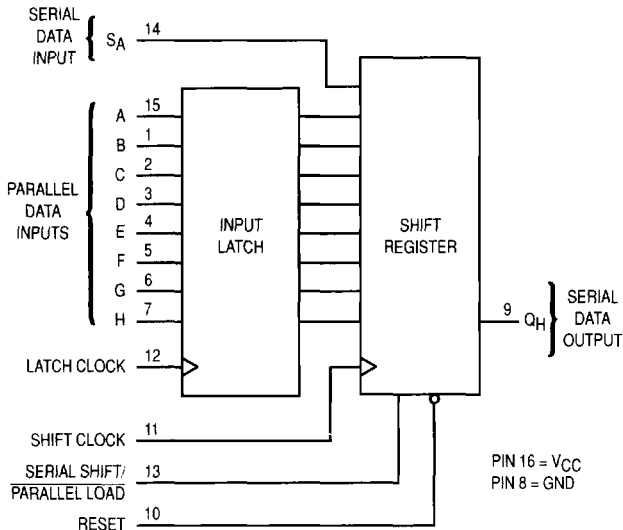 SERIAL
DATA
INPUT
SA
14
PARALLEL
DATA
INPUTS
A 15
B 1
C 2
D 3
E 4
F 5
G 6
H 7
INPUT
LATCH
SHIFT
REGISTER
9
QH
SERIAL
DATA
OUTPUT
LATCH CLOCK 12
SHIFT CLOCK 11
SERIAL SHIFT/
PARALLEL LOAD
13
RESET 10
PIN 16 = VCC
PIN 8 = GND